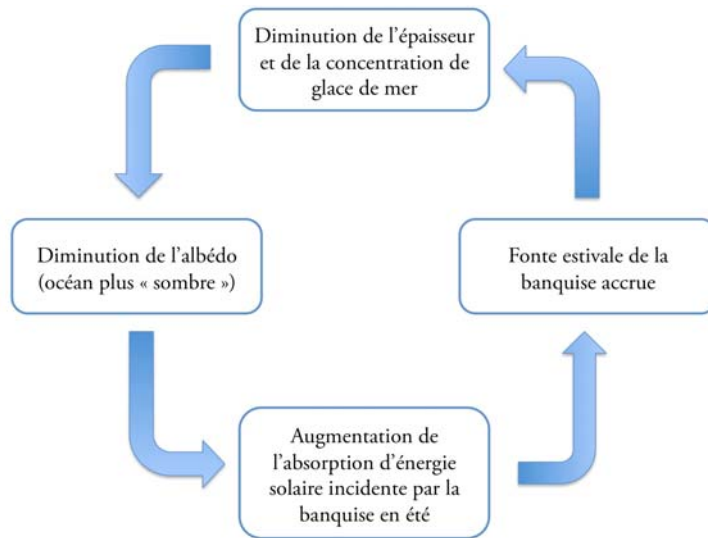 Diminution de l'épaisseur
et de la concentration de
glace de mer
Diminution de l'albédo
(océan plus « sombre »)
Fonte estivale de la
banquise accrue
Augmentation de
l'absorption d'énergie
solaire incidente par la
banquise en été